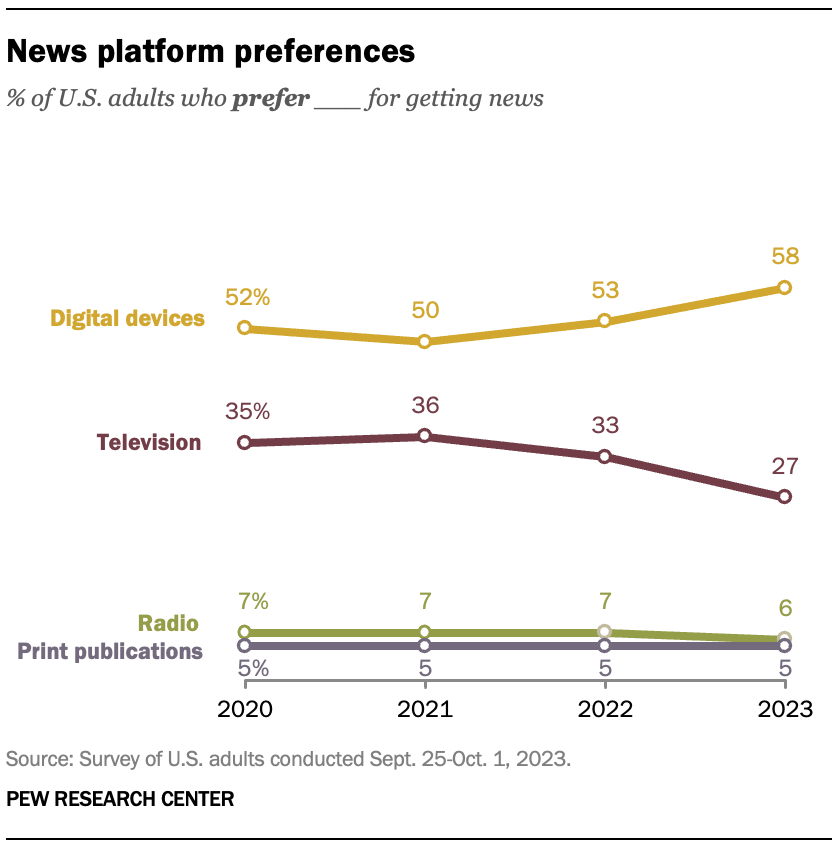 News platform preferences
% of U.S. adults who prefer ___ for getting news
58
52% 50 53
Digital devices
35% 36 33 27
Television
7% 7 7 6
Radio
Print publications
5% 5 5 5
2020 2021 2022 2023
Source: Survey of U.S. adults conducted Sept. 25-Oct. 1, 2023.
PEW RESEARCH CENTER